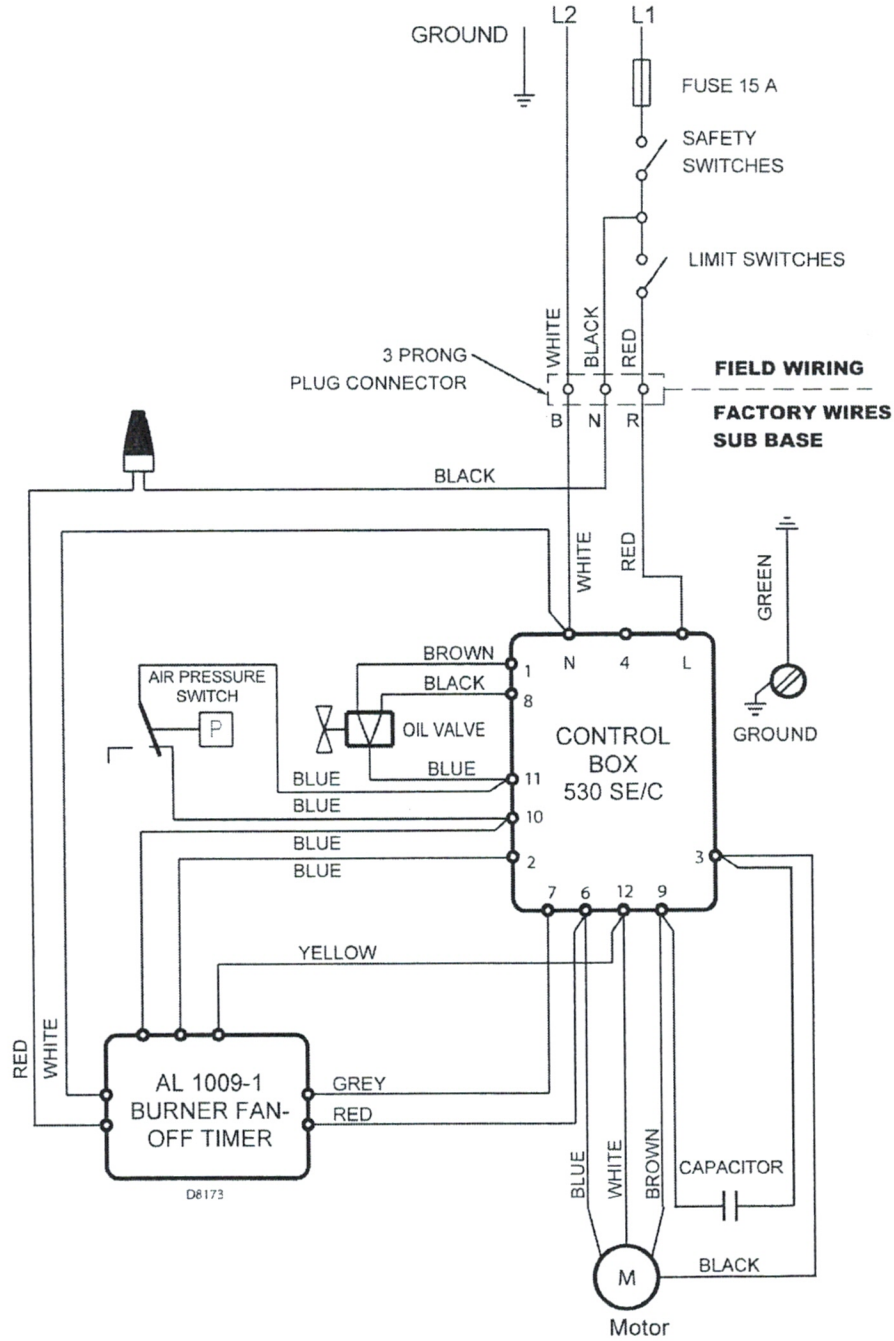 L2
L1
GROUND
FUSE 15 A
SAFETY
SWITCHES
LIMIT SWITCHES
WHITE
BLACK
RED
3 PRONG
PLUG CONNECTOR
FIELD WIRING
FACTORY WIRES
SUB BASE
B
N
R
BLACK
WHITE
RED
GREEN
BROWN
1
N
4
L
AIR PRESSURE
SWITCH
P
BLACK
8
OIL VALVE
CONTROL
BOX
530 SE/C
GROUND
BLUE
11
BLUE
BLUE
10
BLUE
BLUE
2
3
7
6
12
9
YELLOW
RED
WHITE
AL 1009-1
BURNER FAN-
OFF TIMER
GREY
RED
D8173
BLUE
WHITE
BROWN
CAPACITOR
M
BLACK
Motor